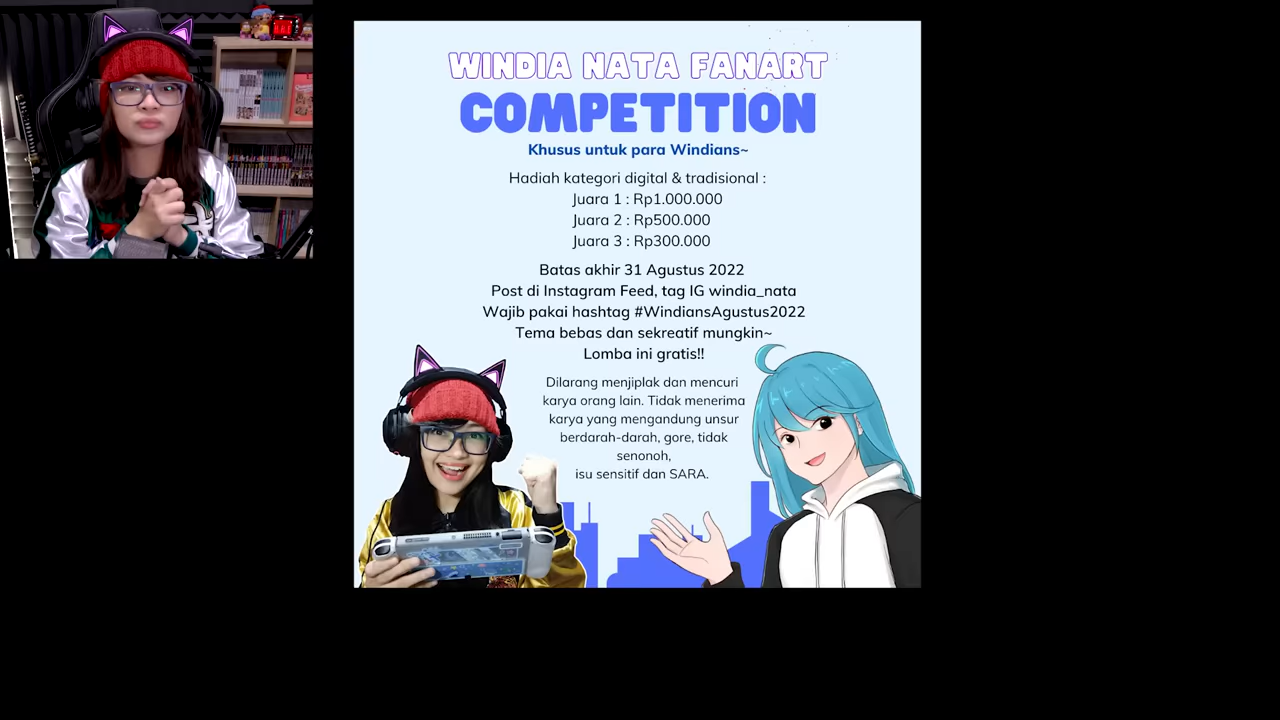 WINDIA NATA FANART
COMPETITION
Khusus untuk para Windians~
Hadiah kategori digital & tradisional :
Juara 1 : Rp1.000.000
Juara 2 : Rp500.000
Juara 3 : Rp300.000
Batas akhir 31 Agustus 2022
Post di Instagram Feed, tag IG windia_nata
Wajib pakai hashtag #WindiansAgustus2022
Tema bebas dan sekreatif mungkin~
Lomba ini gratis!!
Dilarang menjiplak dan mencuri
karya orang lain. Tidak menerima
karya yang mengandung unsur
berdarah-darah, gore, tidak
senonoh,
isu sensitif dan SARA.